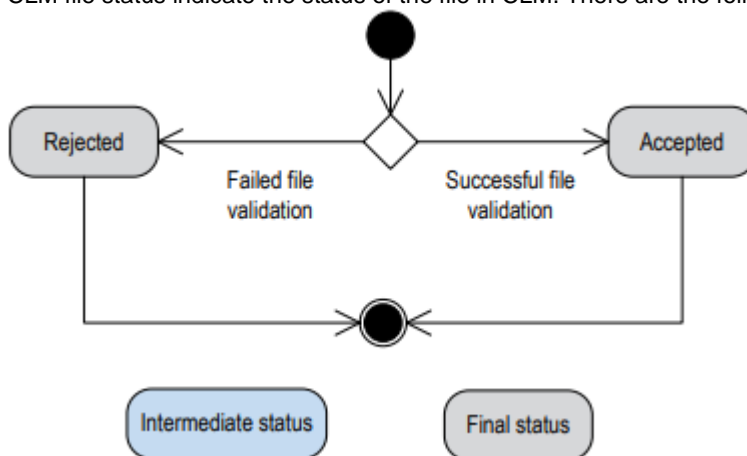 CLM file status indicate the status of the file in CLM. There are the foll
Rejected
Accepted
Failed file
validation
Successful file
validation
Intermediate status
Final status